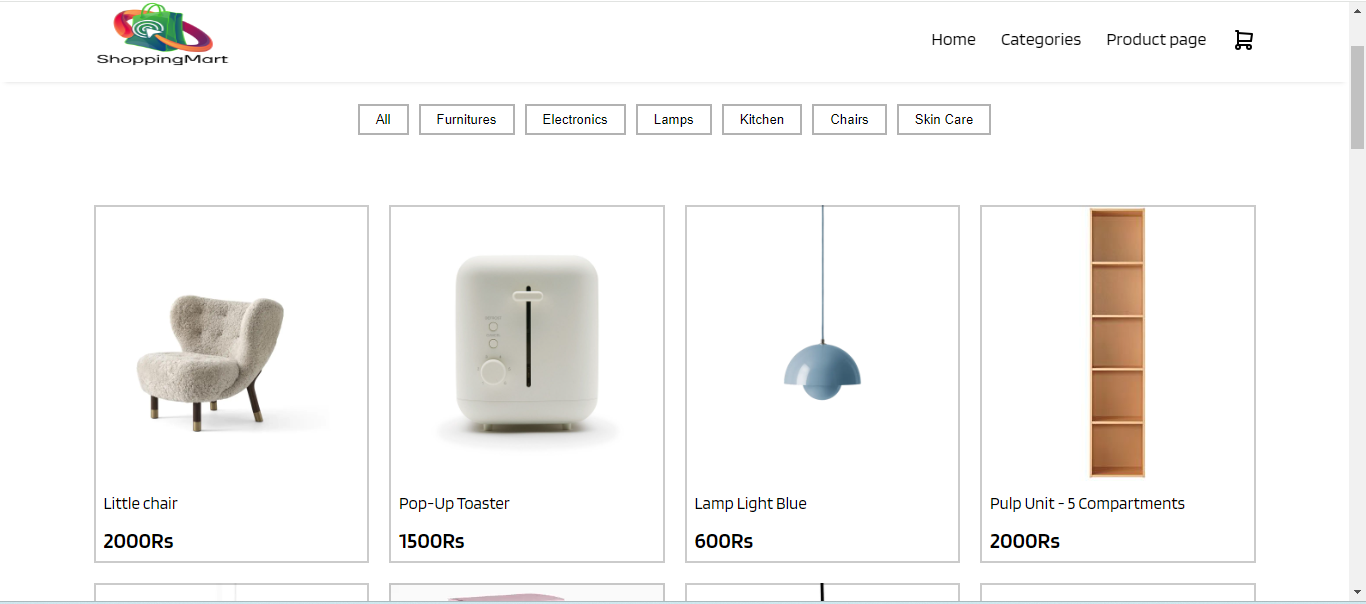 ShoppingMart
Home Categories Product page
All Furnitures Electronics Lamps Kitchen Chairs Skin Care
Little chair
2000Rs
Pop-Up Toaster
1500Rs
Lamp Light Blue
600Rs
Pulp Unit - 5 Compartments
2000Rs